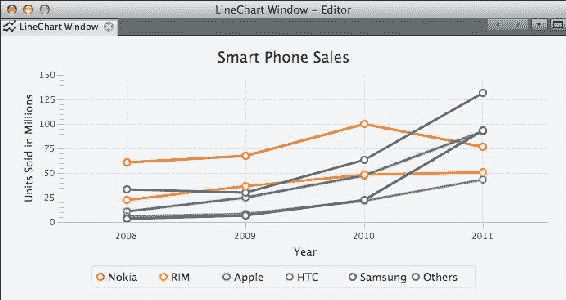 LineChart Window - Editor
LineChart Window
Smart Phone Sales
Units Sold in Millions
150
125
100
75
50
25
0
2008
2009
2010
2011
Year
Nokia RIM Apple HTC Samsung Others